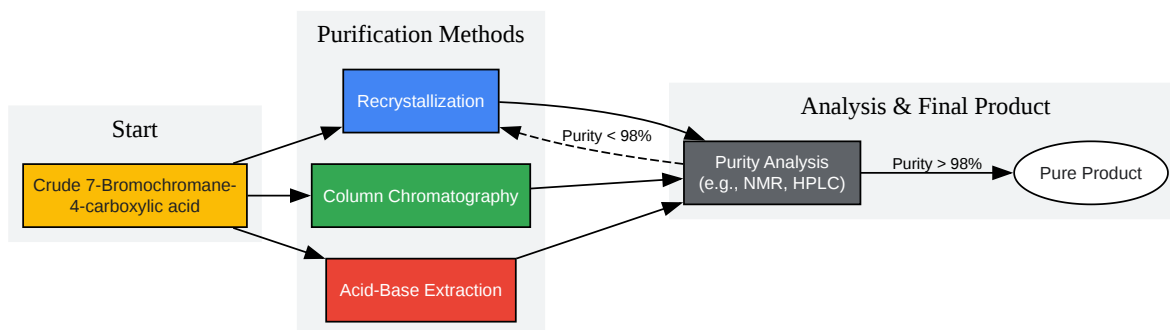 Start
Crude 7-Bromochromane-
4-carboxylic acid
Purification Methods
Recrystallization
Column Chromatography
Acid-Base Extraction
Purity < 98%
Analysis & Final Product
Purity Analysis
(e.g., NMR, HPLC)
Purity > 98%
Pure Product